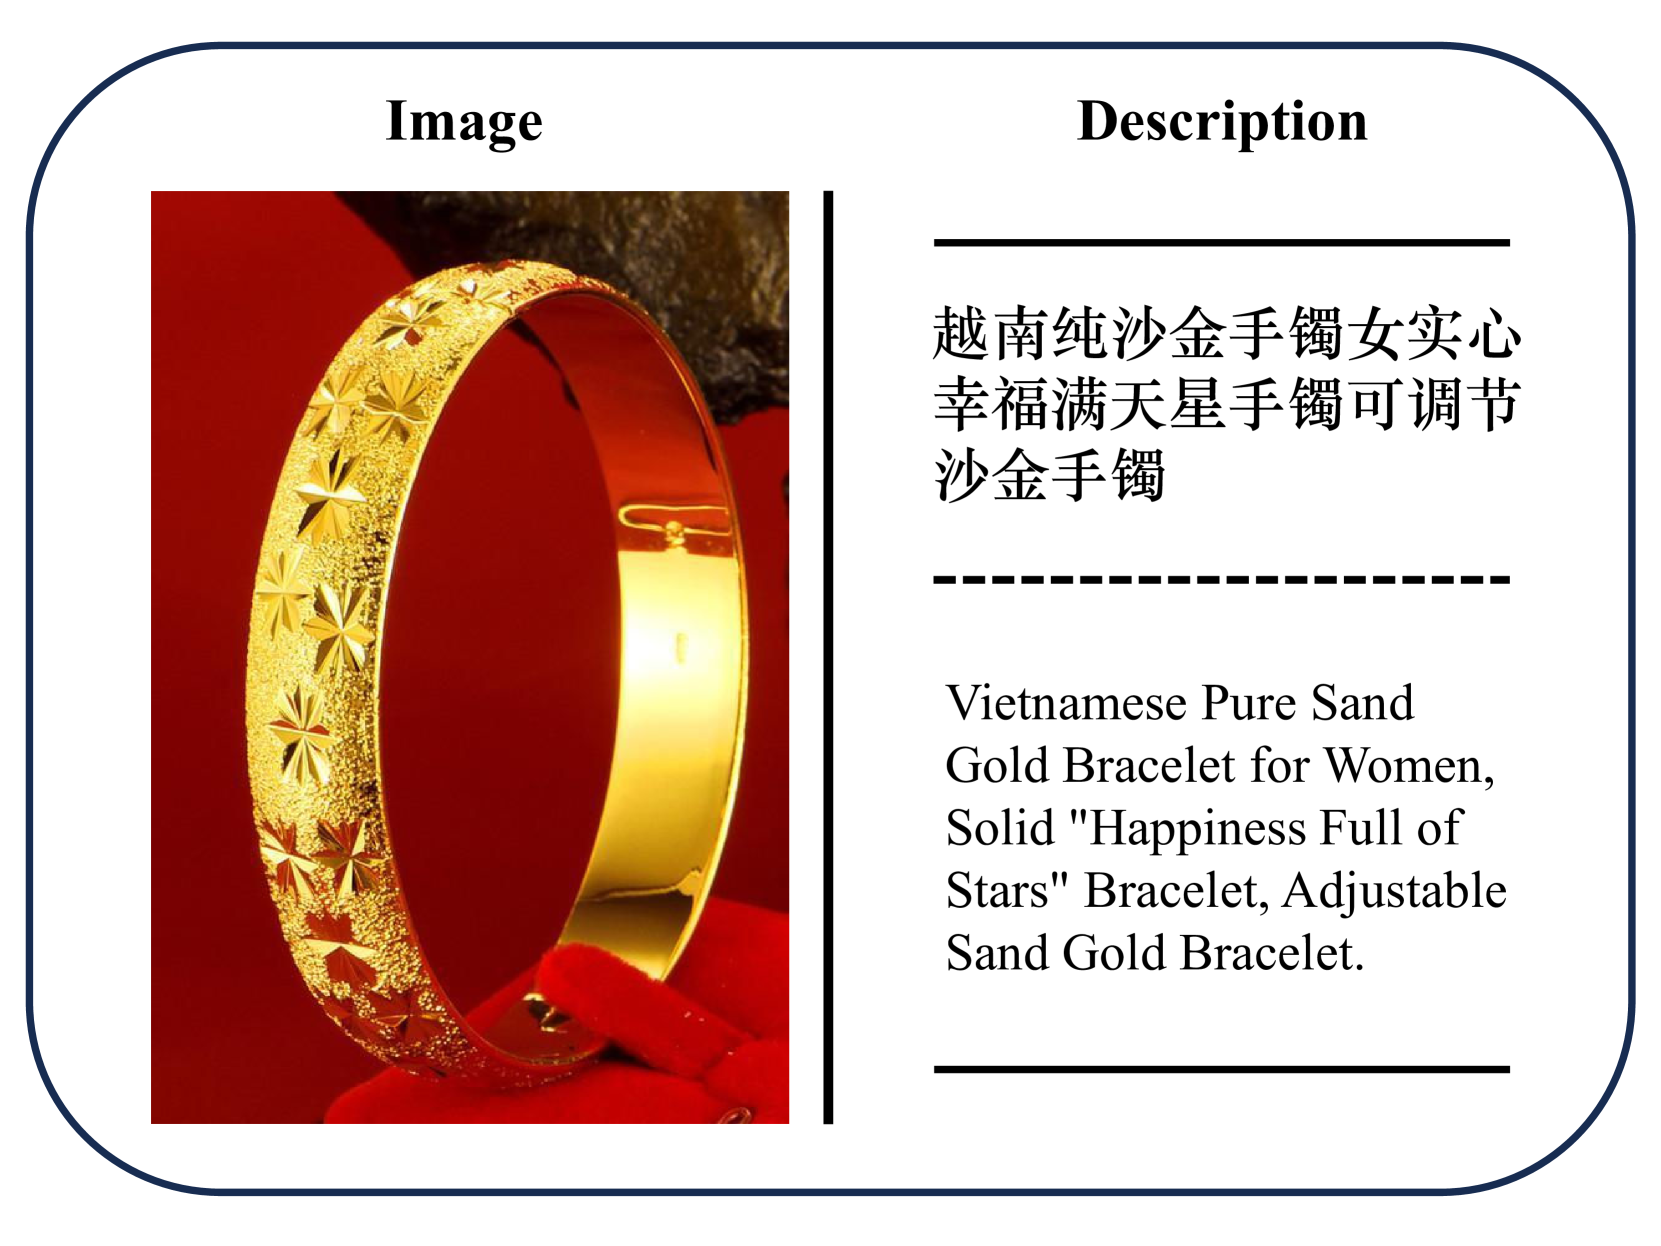 Image
Description
越南纯沙金手镯女实心
幸福满天星手镯可调节
沙金手镯
Vietnamese Pure Sand
Gold Bracelet for Women,
Solid "Happiness Full of
Stars" Bracelet, Adjustable
Sand Gold Bracelet.